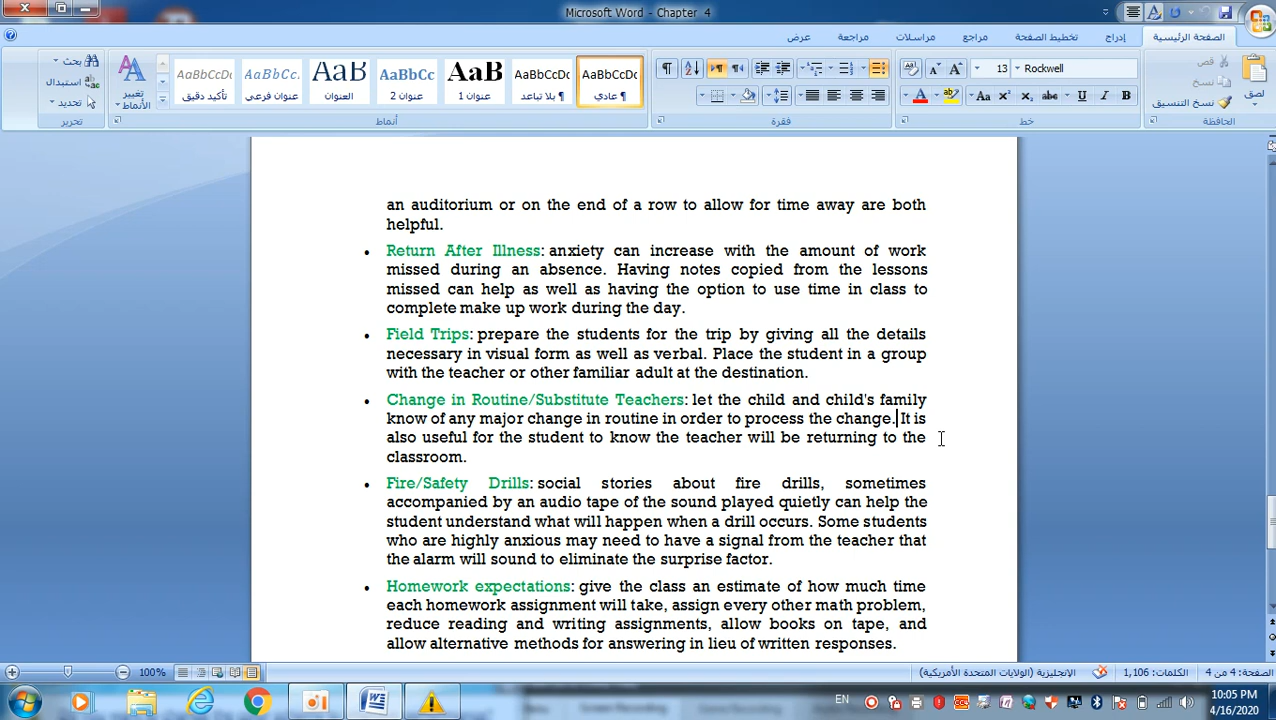 Microsoft Word - Chapter 4
الصفحة الرئيسية
إدراج
تخطيط الصفحة
مراجع
مراسلات
مراجعة
عرض
لصق
قص
نسخ
نسخ التنسيق
الحافظة
Rockwell
13
خط
فقرة
AaBbCcDc
¶ عادي
AaBbCcDc
¶ بلا تباعد
AaB
عنوان 1
AaBbCc
عنوان 2
AaB
العنوان
AaBbCc.
عنوان فرعي
AaBbCcDc
تأكيد دقيق
تغيير الأنماط
أنماط
بحث
استبدال
تحديد
تحرير
an auditorium or on the end of a row to allow for time away are both
helpful.
• Return After Illness: anxiety can increase with the amount of work
missed during an absence. Having notes copied from the lessons
missed can help as well as having the option to use time in class to
complete make up work during the day.
• Field Trips: prepare the students for the trip by giving all the details
necessary in visual form as well as verbal. Place the student in a group
with the teacher or other familiar adult at the destination.
• Change in Routine/Substitute Teachers: let the child and child's family
know of any major change in routine in order to process the change. It is
also useful for the student to know the teacher will be returning to the
classroom.
• Fire/Safety Drills: social stories about fire drills, sometimes
accompanied by an audio tape of the sound played quietly can help the
student understand what will happen when a drill occurs. Some students
who are highly anxious may need to have a signal from the teacher that
the alarm will sound to eliminate the surprise factor.
• Homework expectations: give the class an estimate of how much time
each homework assignment will take, assign every other math problem,
reduce reading and writing assignments, allow books on tape, and
allow alternative methods for answering in lieu of written responses.
الصفحة: 4 من 4
الكلمات: 1,106
الإنجليزية (الولايات المتحدة الأمريكية)
100%
EN
10:05 PM
4/16/2020